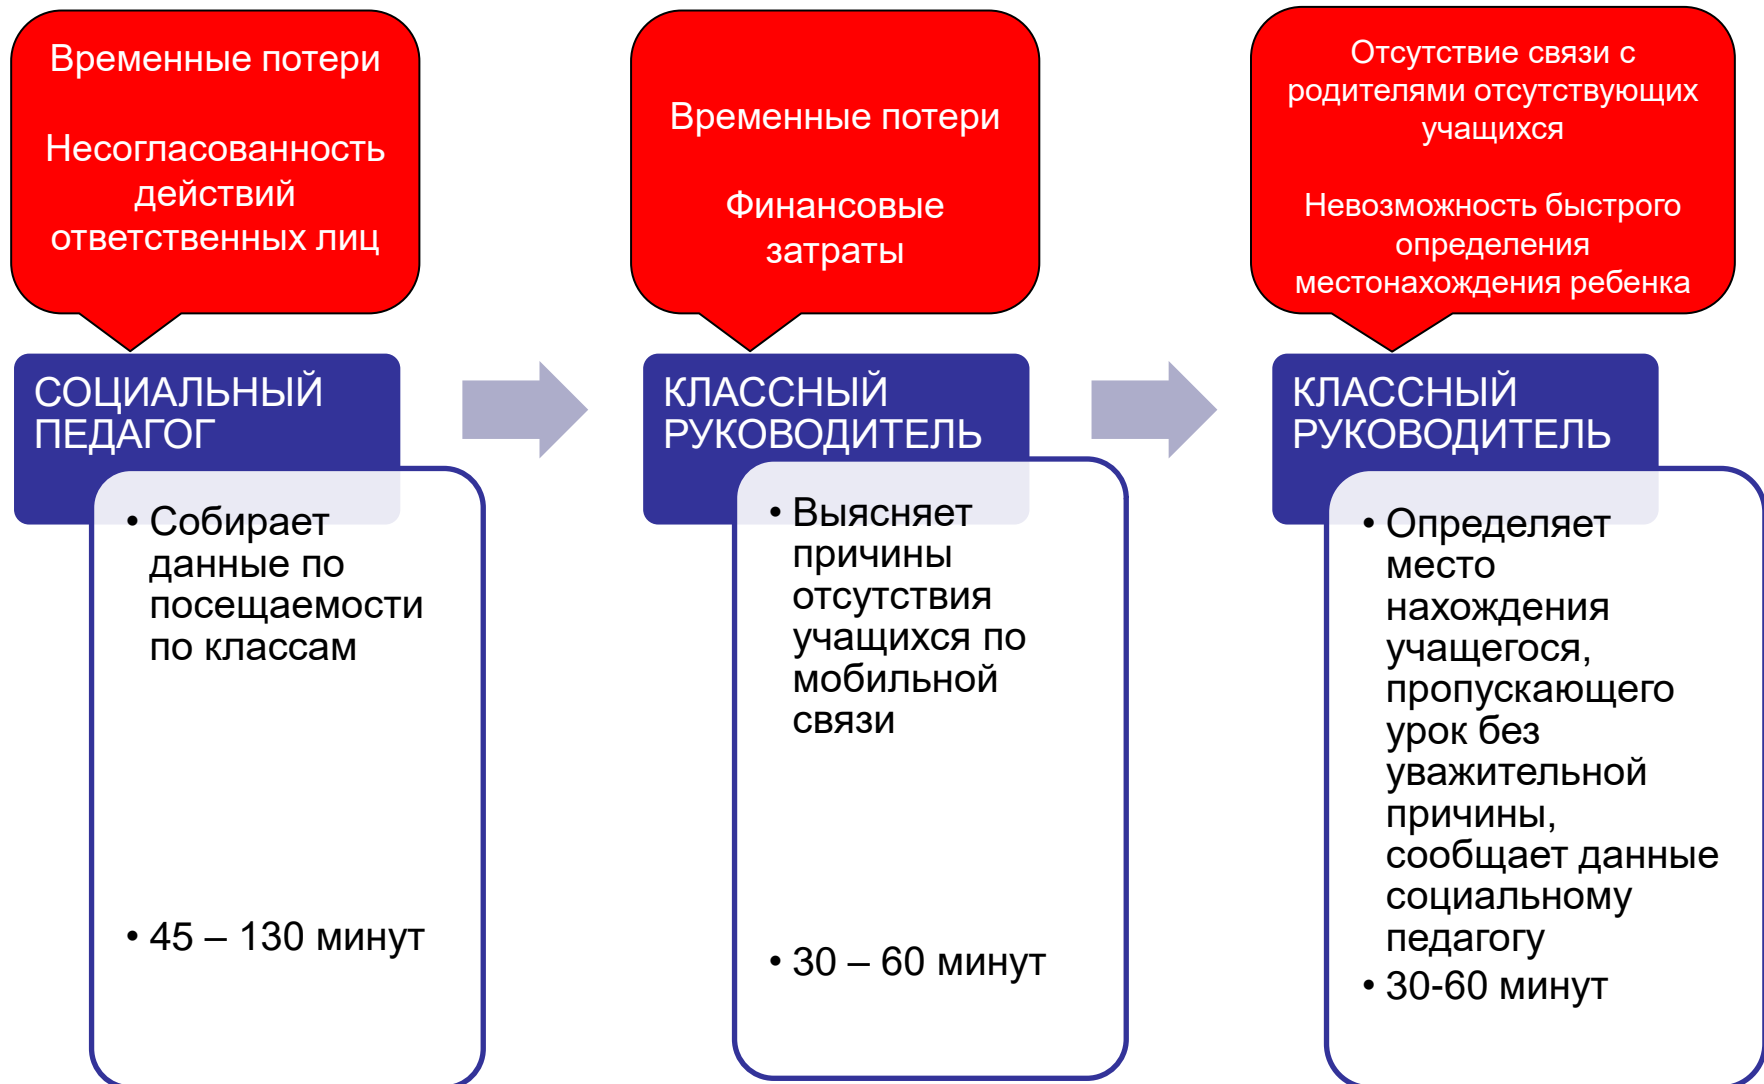 Временные потери
Несогласованность
действий
ответственных лиц
СОЦИАЛЬНЫЙ
ПЕДАГОГ
• Собирает
данные по
посещаемости
по классам
• 45 – 130 минут
Временные потери
Финансовые
затраты
КЛАССНЫЙ
РУКОВОДИТЕЛЬ
• Выясняет
причины
отсутствия
учащихся по
мобильной
связи
• 30 – 60 минут
Отсутствие связи с
родителями отсутствующих
учащихся
Невозможность быстрого
определения
местонахождения ребенка
КЛАССНЫЙ
РУКОВОДИТЕЛЬ
• Определяет
место
нахождения
учащегося,
пропускающего
урок без
уважительной
причины,
сообщает данные
социальному
педагогу
• 30-60 минут